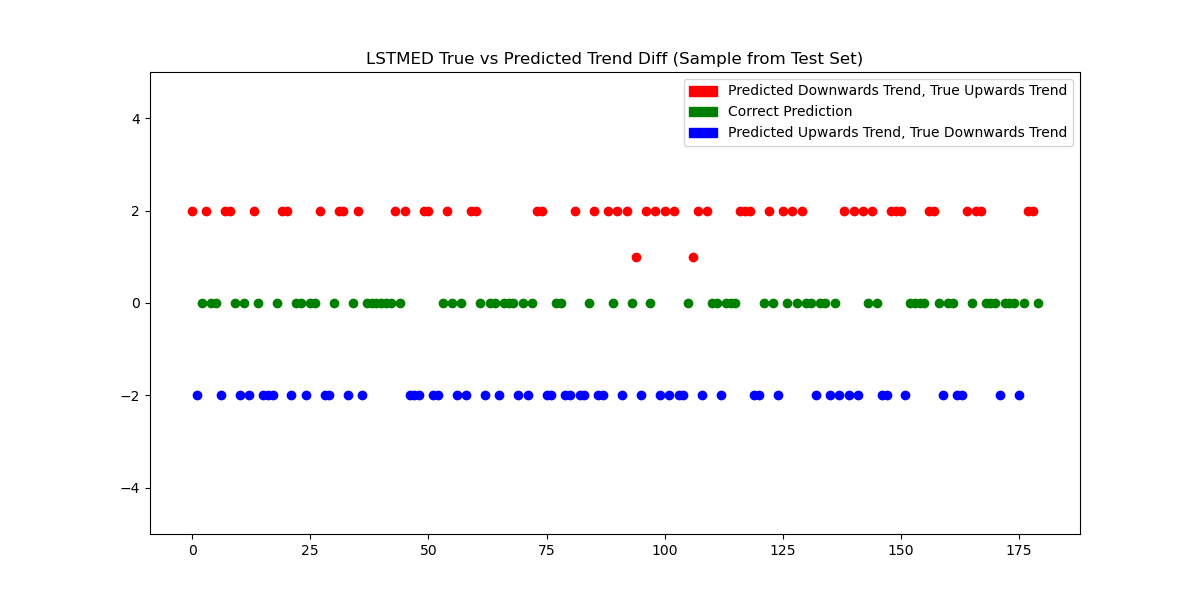 LSTMED True vs Predicted Trend Diff (Sample from Test Set)
Predicted Downwards Trend, True Upwards Trend
Correct Prediction
Predicted Upwards Trend, True Downwards Trend
4
2
0
−2
−4
0 25 50 75 100 125 150 175